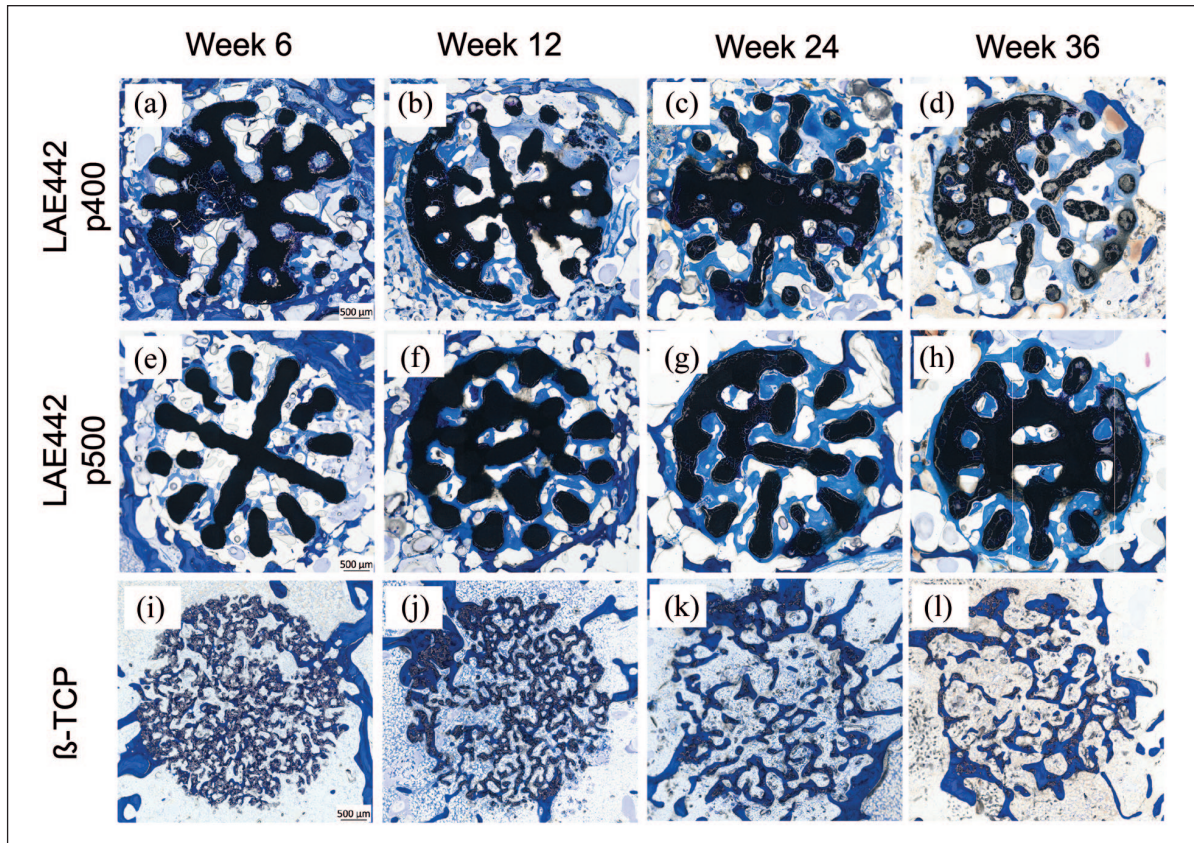 Week 6
Week 12
Week 24
Week 36
LAE442
p400
(a)
(b)
(c)
(d)
500 µm
LAE442
p500
(e)
(f)
(g)
(h)
500 µm
ß-TCP
(i)
(j)
(k)
(l)
500 µm